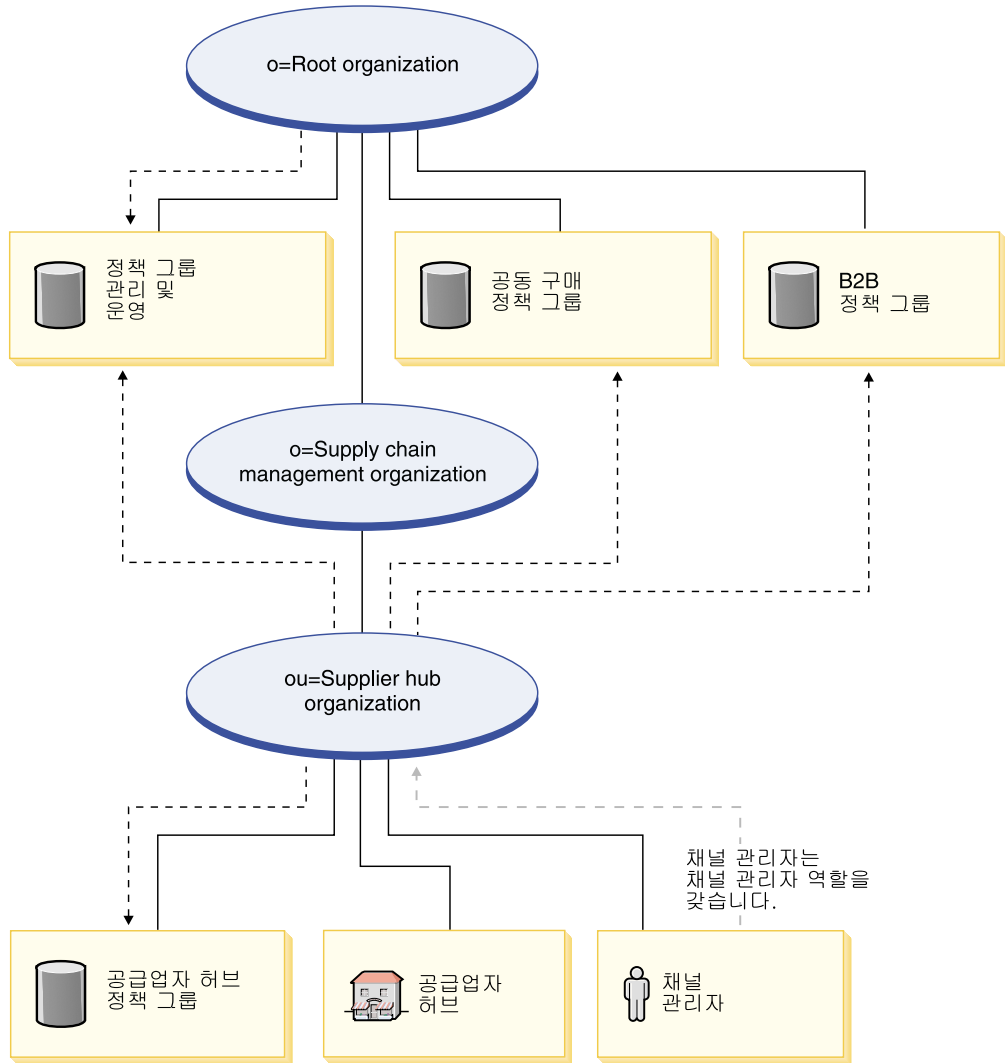 o=Root organization
정책 그룹
관리 및
운영
공동 구매
정책 그룹
B2B
정책 그룹
o=Supply chain
management organization
ou=Supplier hub
organization
채널 관리자는
채널 관리자 역할을
갖습니다.
공급업자 허브
정책 그룹
공급업자
허브
채널
관리자